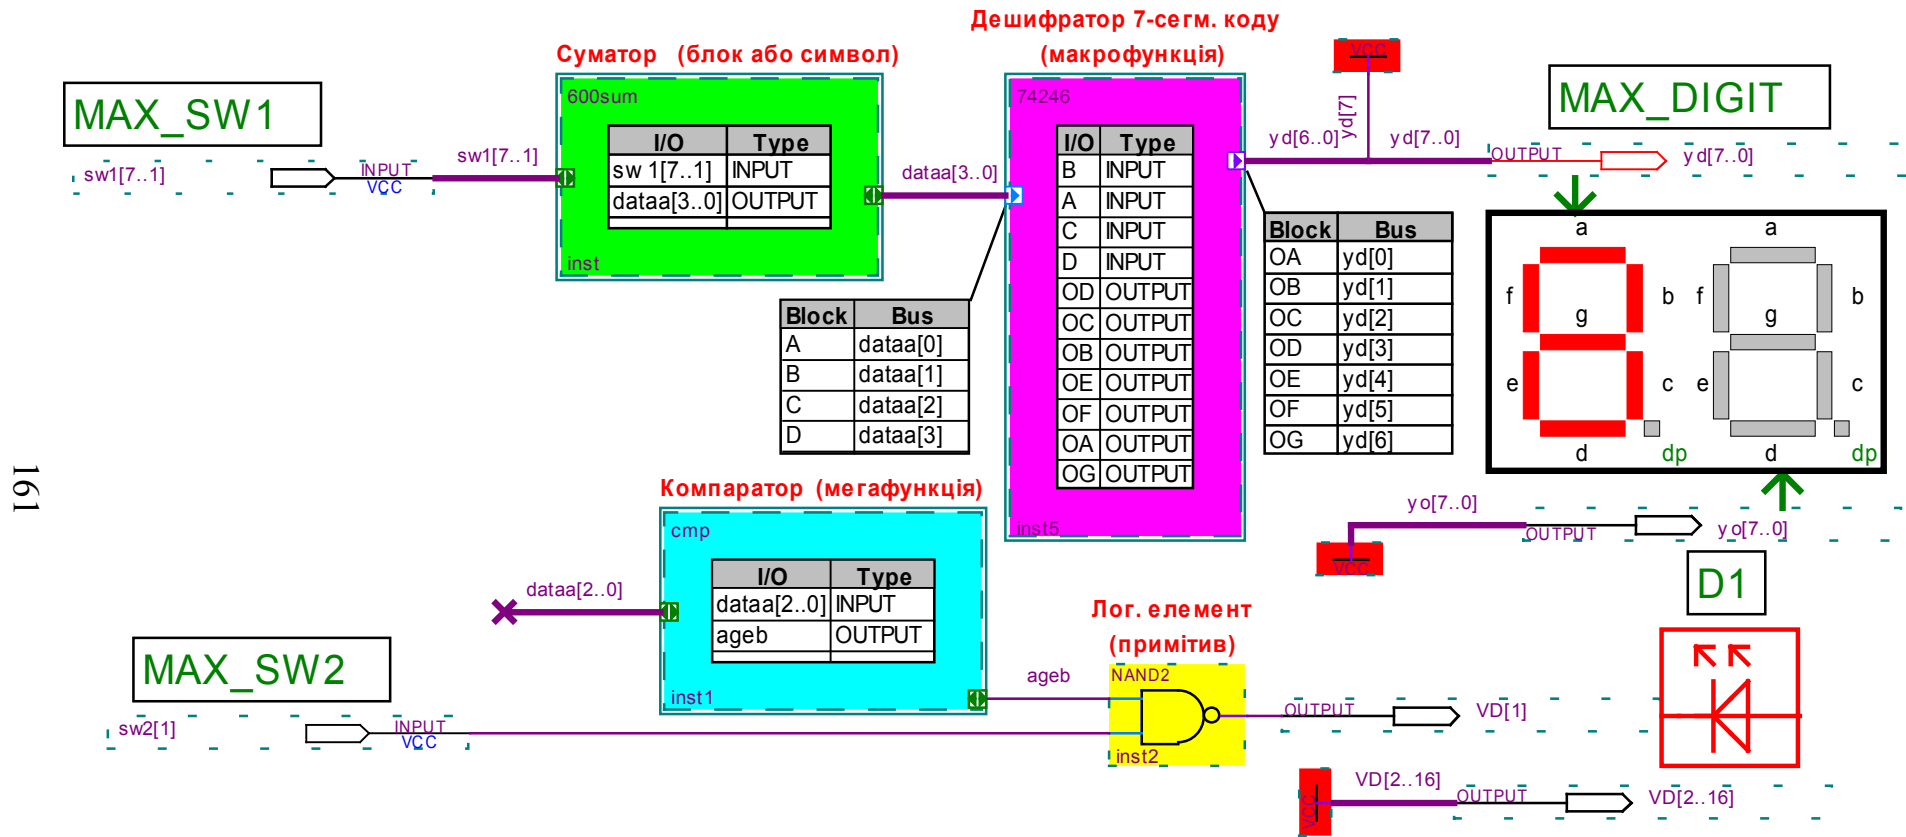 Дешифратор 7-сегм. коду
(макрофункція)
Суматор (блок або символ)
VCC
MAX_SW1
MAX_DIGIT
600sum
74246
I/O Type
sw 1[7..1] INPUT
dataa[3..0] OUTPUT
inst
sw1[7..1]
INPUT
VCC
sw1[7..1]
dataa[3..0]
I/O Type
B INPUT
A INPUT
C INPUT
D INPUT
OD OUTPUT
OC OUTPUT
OB OUTPUT
OE OUTPUT
OF OUTPUT
OA OUTPUT
OG OUTPUT
inst5
yd[6..0]
yd[7]
yd[7..0]
OUTPUT
yd[7..0]
Block Bus
A dataa[0]
B dataa[1]
C dataa[2]
D dataa[3]
Block Bus
OA yd[0]
OB yd[1]
OC yd[2]
OD yd[3]
OE yd[4]
OF yd[5]
OG yd[6]
a a
f b f b
g g
e c e c
d dp d dp
161
Компаратор (мегафункція)
cmp
I/O Type
dataa[2..0] INPUT
ageb OUTPUT
inst1
dataa[2..0]
yo[7..0]
VCC
OUTPUT
yo[7..0]
D1
MAX_SW2
Лог. елемент
(примітив)
ageb
NAND2
inst2
sw2[1]
INPUT
VCC
OUTPUT
VD[1]
VCC
VD[2..16]
OUTPUT
VD[2..16]